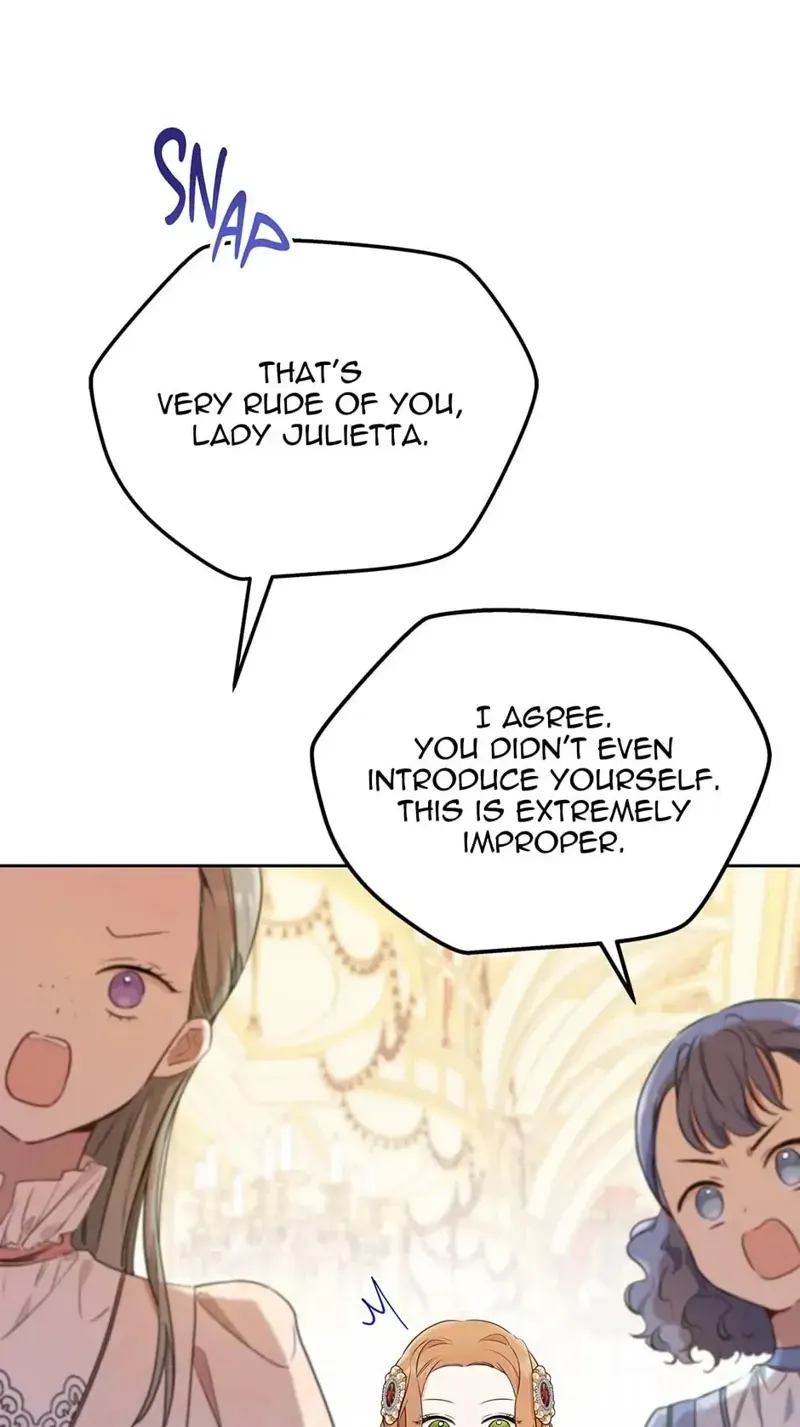 SNAP
THAT'S
VERY RUDE OF YOU,
LADY JULIETTA.
I AGREE.
YOU DIDN'T EVEN
INTRODUCE YOURSELF.
THIS IS EXTREMELY
IMPROPER.